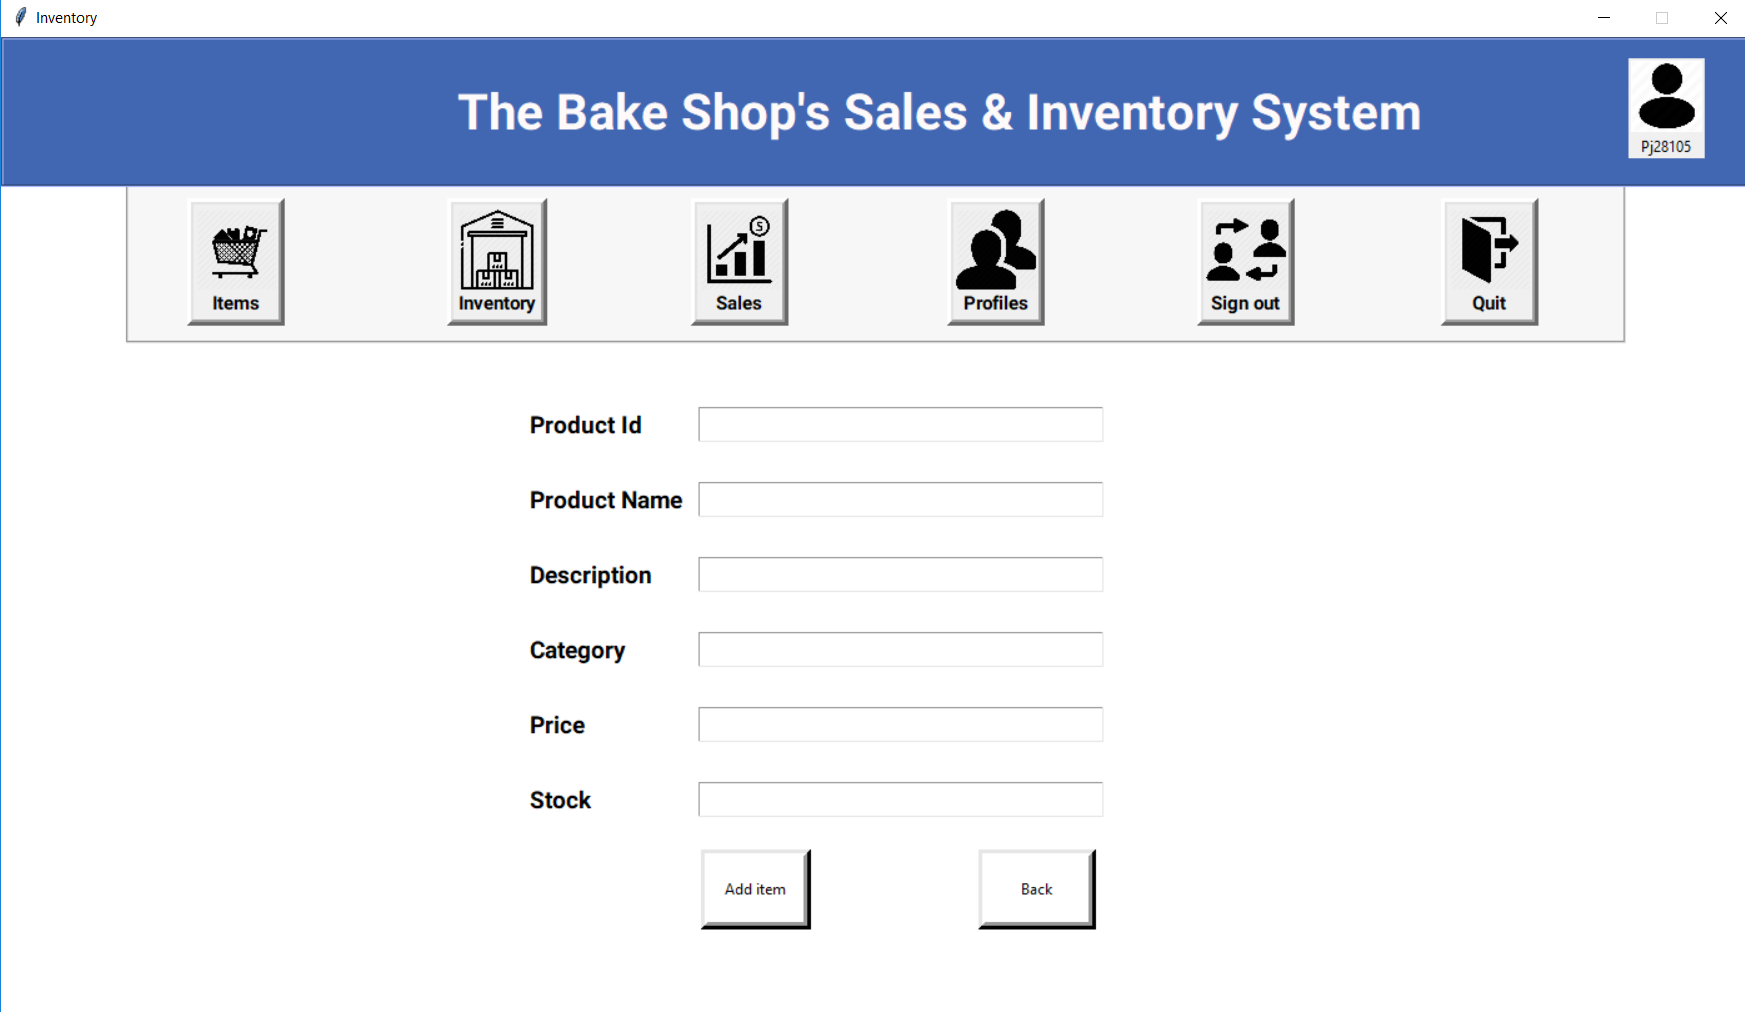 Inventory
The Bake Shop's Sales & Inventory System
Pj28105
Items
Inventory
Sales
Profiles
Sign out
Quit
Product Id
Product Name
Description
Category
Price
Stock
Add item
Back